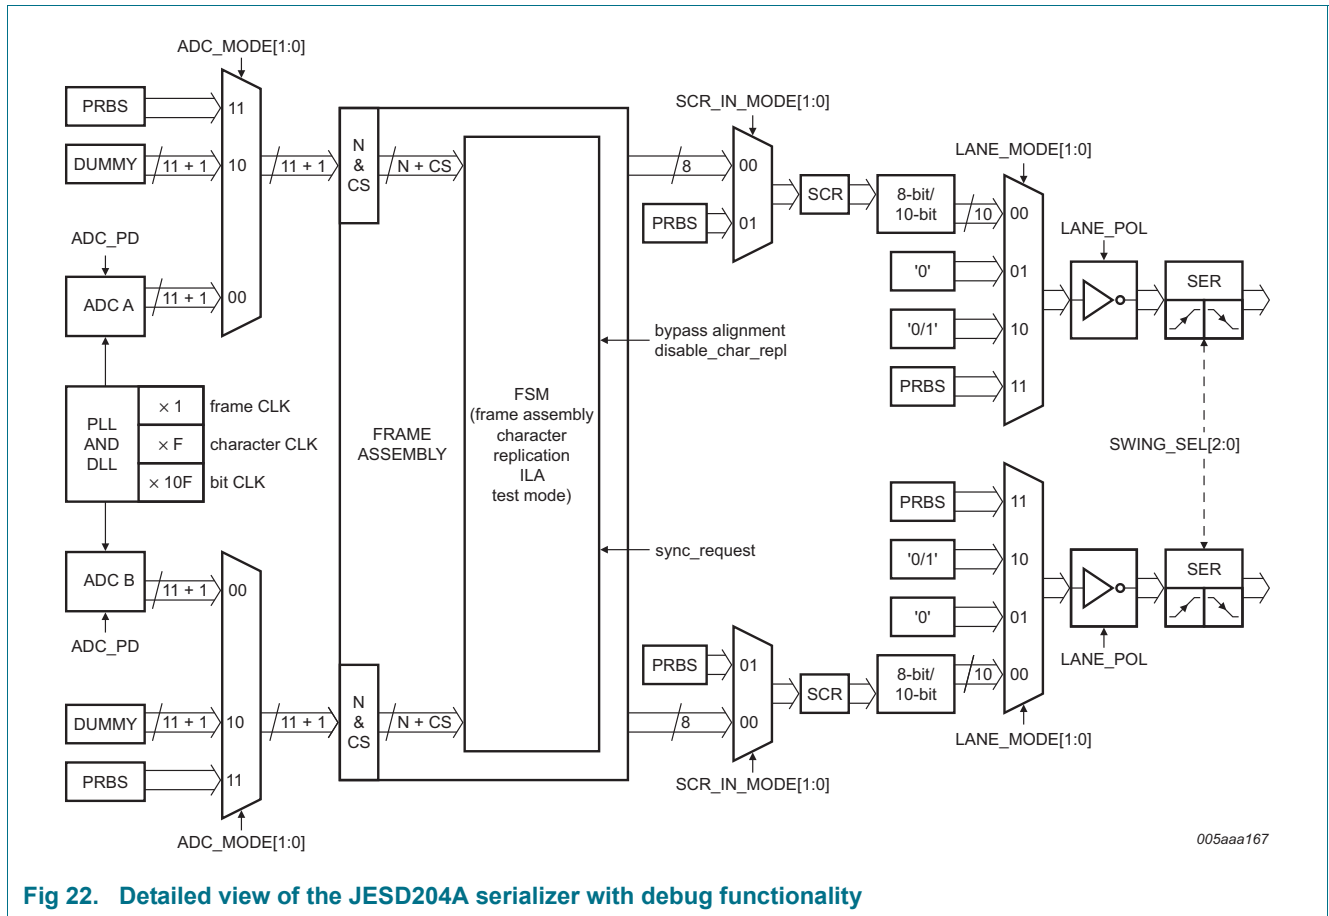 ADC_MODE[1:0]
PRBS
11
DUMMY
11 + 1
10
11 + 1
ADC_PD
ADC A
11 + 1
00
PLL
AND
DLL
× 1
frame CLK
× F
character CLK
× 10F
bit CLK
ADC B
11 + 1
00
ADC_PD
DUMMY
11 + 1
10
11 + 1
PRBS
11
ADC_MODE[1:0]
N
&
CS
N + CS
FRAME
ASSEMBLY
FSM
(frame assembly
character
replication
ILA
test mode)
N
&
CS
N + CS
bypass alignment
disable_char_repl
sync_request
SCR_IN_MODE[1:0]
8
00
PRBS
01
SCR
8-bit/
10-bit
10
LANE_MODE[1:0]
00
'0'
01
'0/1'
10
PRBS
11
LANE_POL
SER
SWING_SEL[2:0]
PRBS
11
'0/1'
10
'0'
01
8-bit/
10-bit
10
00
LANE_MODE[1:0]
PRBS
01
8
00
SCR
SCR_IN_MODE[1:0]
SER
LANE_POL
005aaa167
Fig 22. Detailed view of the JESD204A serializer with debug functionality